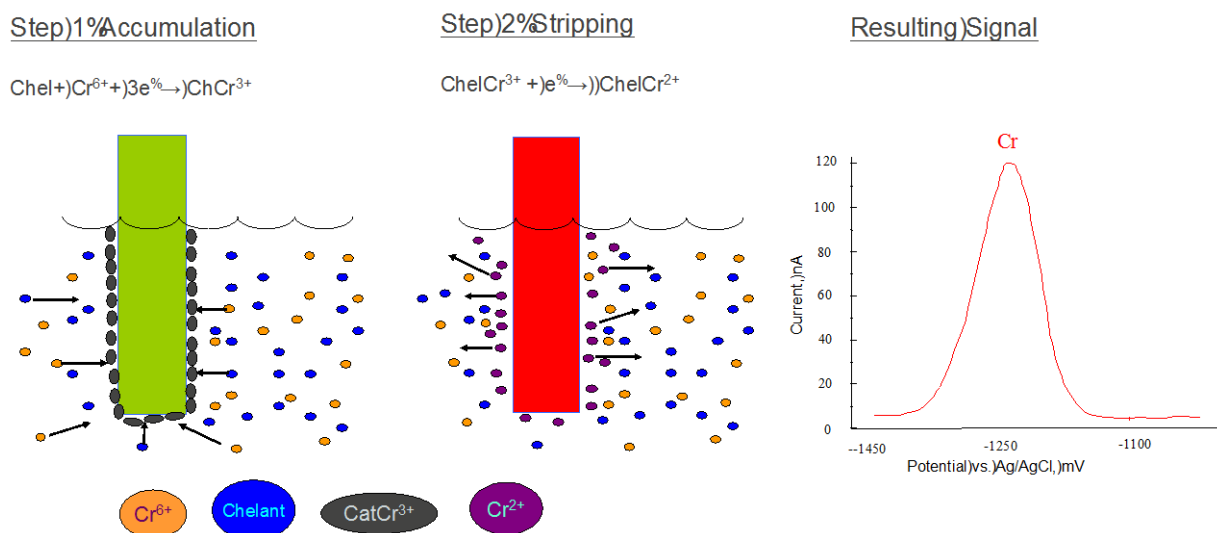 Step)1%Accumulation
Chel+)Cr⁶⁺+)3e%→)ChCr³⁺
Step)2%Stripping
ChelCr³⁺ +)e%→))ChelCr²⁺
Resulting)Signal
Cr
120
100
80
60
40
20
0
Current,)nA
--1450
-1250
-1100
Potential)vs.)Ag/AgCl,)mV
Cr⁶⁺
Chelant
CatCr³⁺
Cr²⁺